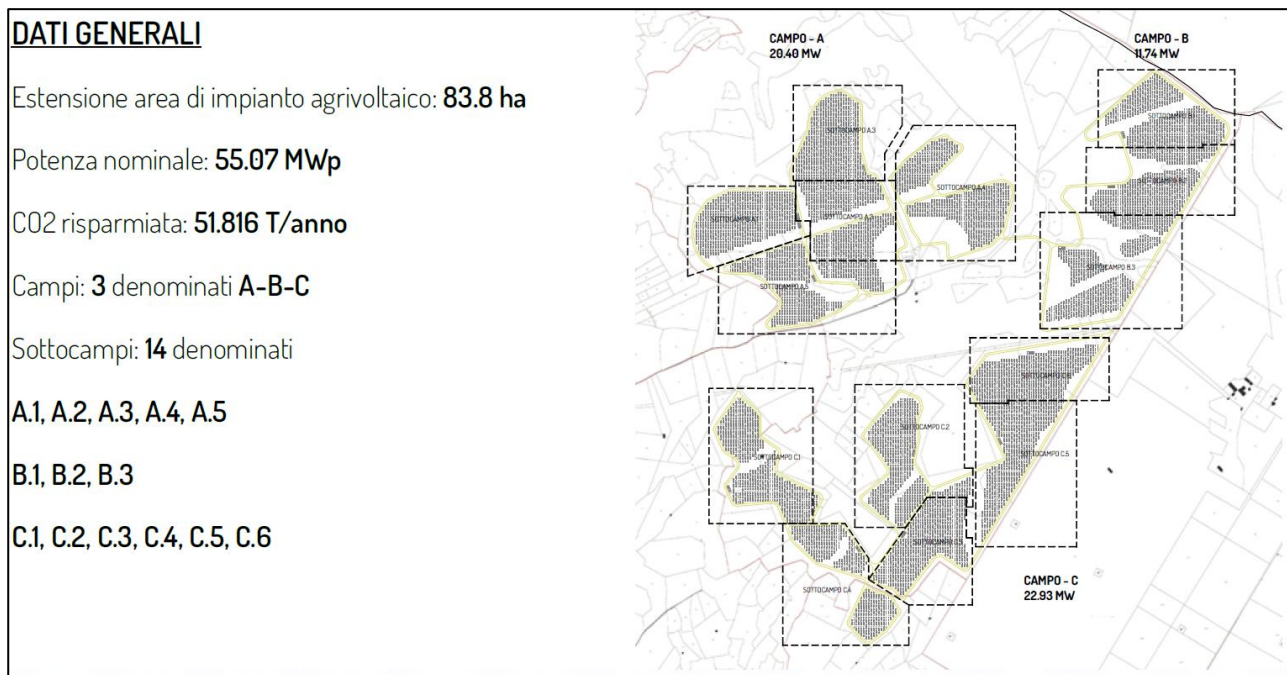 DATI GENERALI
Estensione area di impianto agrivoltaico: 83.8 ha
Potenza nominale: 55.07 MWp
CO2 risparmiata: 51.816 T/anno
Campi: 3 denominati A-B-C
Sottocampi: 14 denominati
A.1, A.2, A.3, A.4, A.5
B.1, B.2, B.3
C.1, C.2, C.3, C.4, C.5, C.6
CAMPO - A
20.40 MW
CAMPO - B
11.74 MW
SOTTOCAMPO A.3
SOTTOCAMPO B.1
SOTTOCAMPO A.4
SOTTOCAMPO B.2
SOTTOCAMPO A.1
SOTTOCAMPO A.5
SOTTOCAMPO B.3
SOTTOCAMPO C.6
SOTTOCAMPO C.2
SOTTOCAMPO C.1
SOTTOCAMPO C.5
SOTTOCAMPO C.3
SOTTOCAMPO C.4
CAMPO - C
22.93 MW